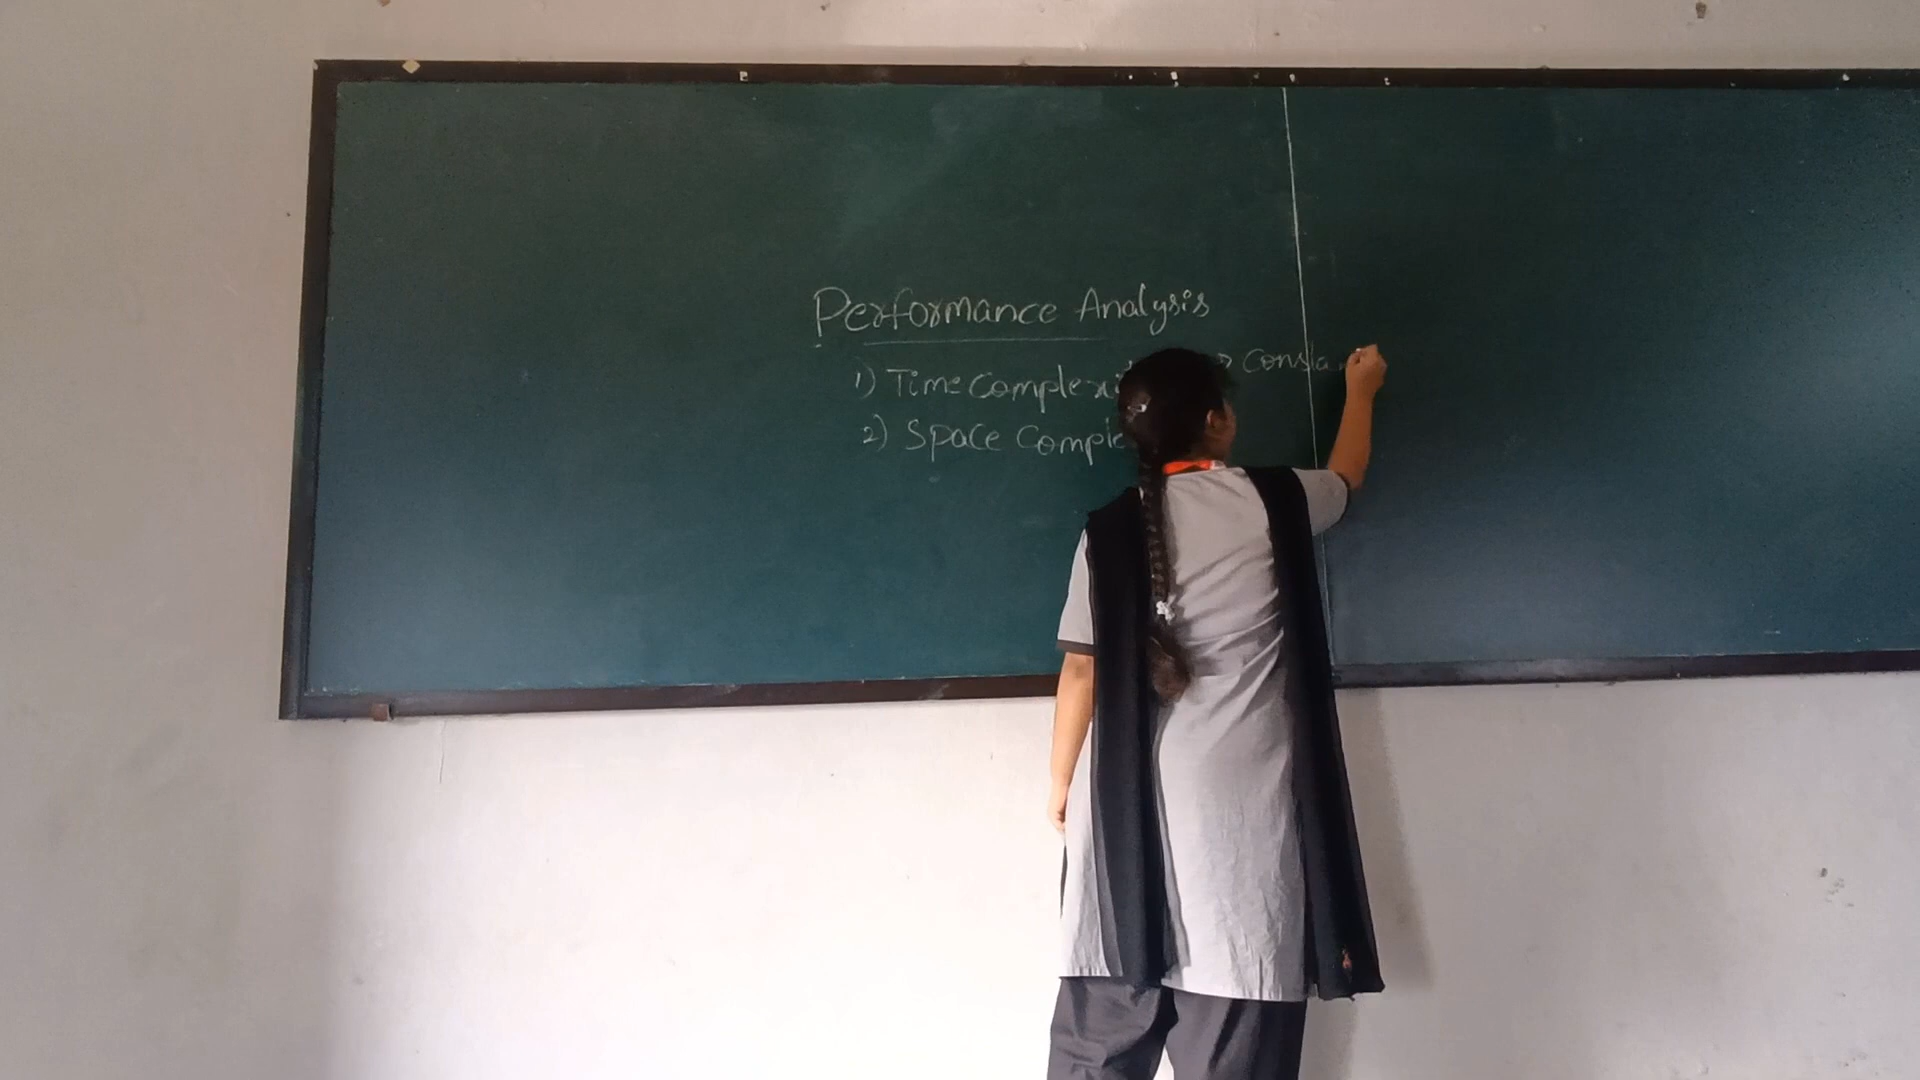 Performance Analysis
1) Time Complexi
→ Consta
2) Space Comple